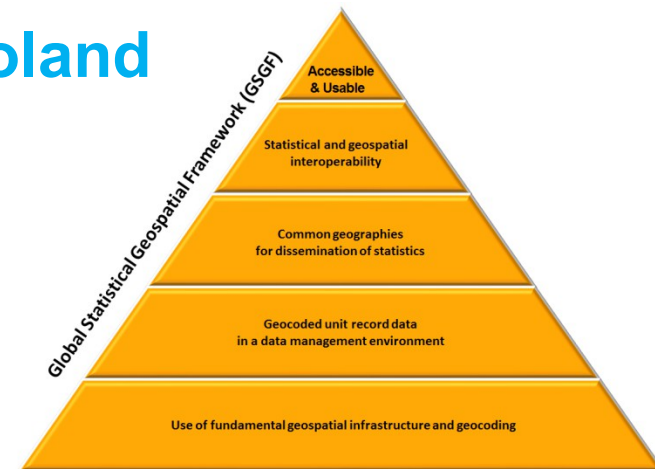 oland
Global Statistical Geospatial Framework (GSGF)
Accessible
& Usable
Statistical and geospatial
interoperability
Common geographies
for dissemination of statistics
Geocoded unit record data
in a data management environment
Use of fundamental geospatial infrastructure and geocoding